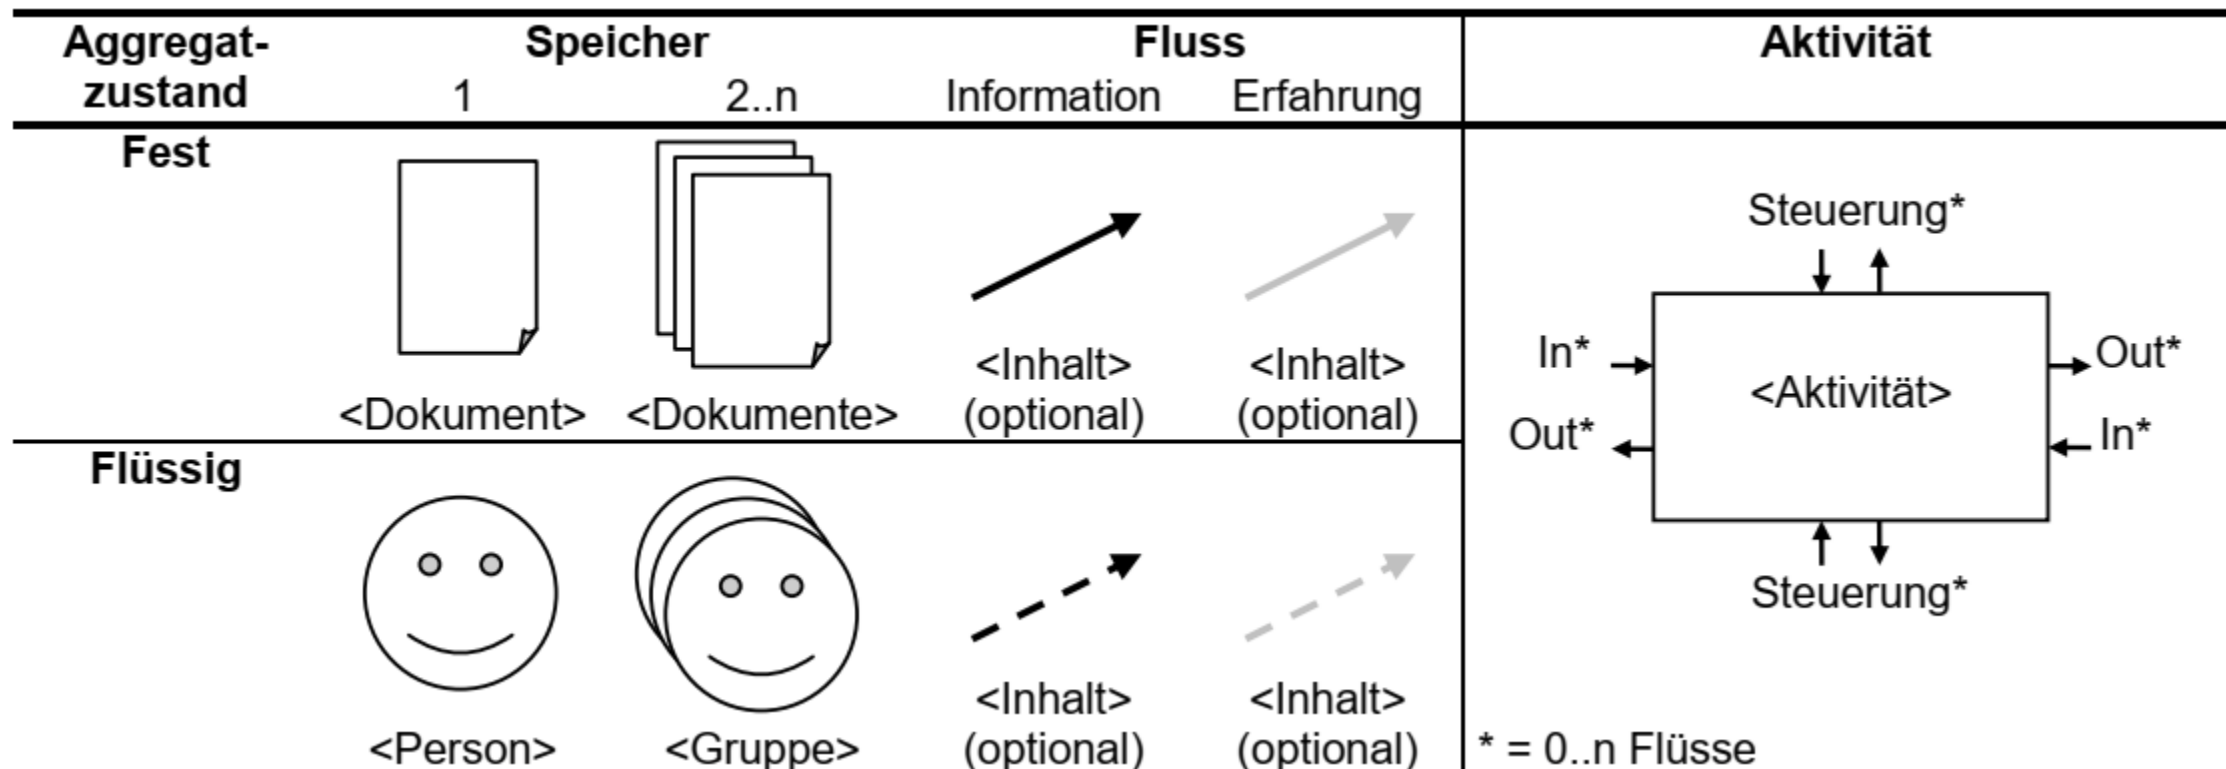 Aggregat-
zustand
Speicher
1
2..n
Fluss
Information
Erfahrung
Aktivität
Fest
<Dokument>
<Dokumente>
<Inhalt>
(optional)
<Inhalt>
(optional)
Flüssig
<Person>
<Gruppe>
<Inhalt>
(optional)
<Inhalt>
(optional)
Steuerung*
In*
Out*
<Aktivität>
Out*
In*
Steuerung*
* = 0..n Flüsse